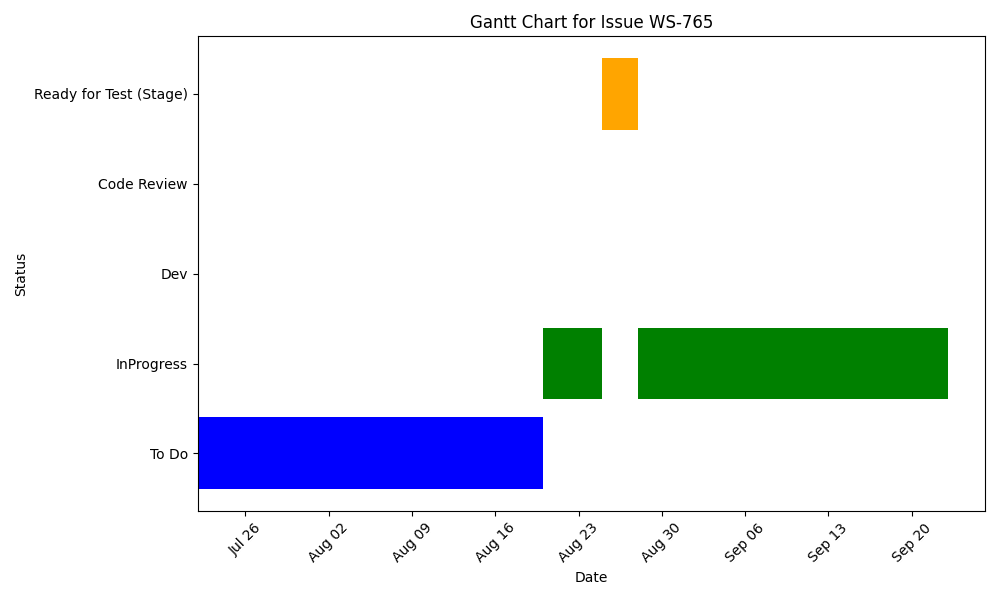 Gantt Chart for Issue WS-765
Ready for Test (Stage)
Code Review
Dev
InProgress
To Do
Status
Jul 26
Aug 02
Aug 09
Aug 16
Aug 23
Aug 30
Sep 06
Sep 13
Sep 20
Date